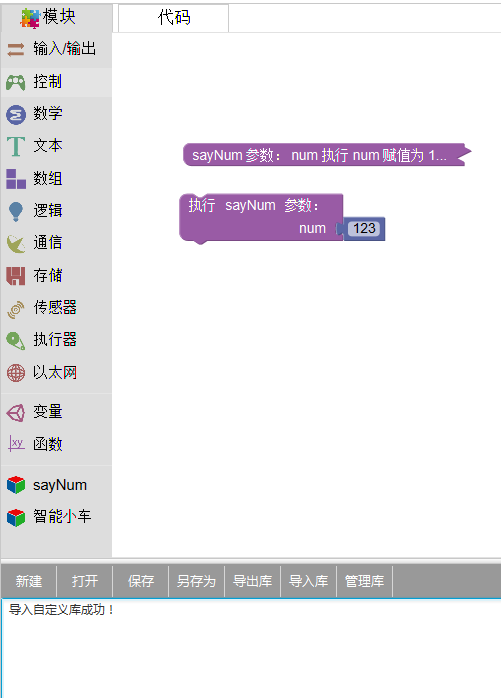 模块 代码
输入/输出
控制
数学
文本
数组
逻辑
通信
存储
传感器
执行器
以太网
变量
函数
sayNum
智能小车
sayNum 参数： num 执行 num 赋值为 1...
执行 sayNum 参数：
num 123
新建 打开 保存 另存为 导出库 导入库 管理库
导入自定义库成功！